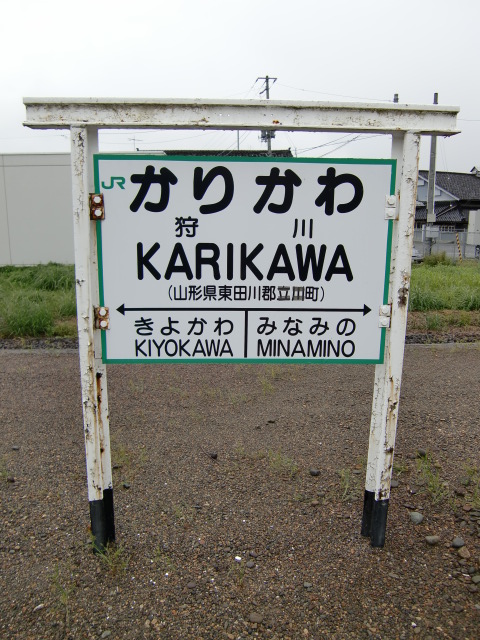 JR
かりかわ
狩 川
KARIKAWA
(山形県東田川郡立川町)
きよかわ みなみの
KIYOKAWA MINAMINO